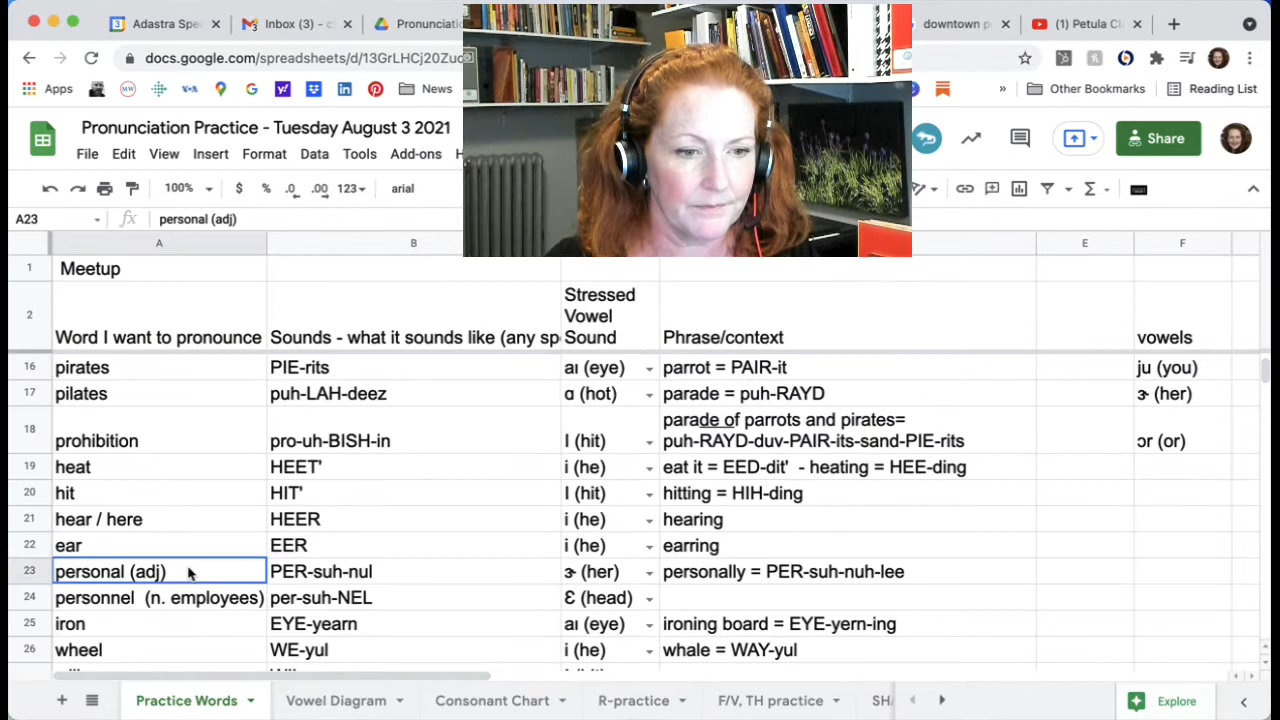 Adastra Spe
Inbox (3) - c
Pronunciation
downtown p
(1) Petula Cl
docs.google.com/spreadsheets/d/13GrLHCj20Zuc
Apps
News
Other Bookmarks
Reading List
Pronunciation Practice - Tuesday August 3 2021
File Edit View Insert Format Data Tools Add-ons H
Share
100% $ % .0 .00 123 arial
A23 fx personal (adj)
A B E F
1 Meetup
2 Word I want to pronounce Sounds - what it sounds like (any sp Stressed Vowel Sound Phrase/context vowels
16 pirates PIE-rits aı (eye) parrot = PAIR-it ju (you)
17 pilates puh-LAH-deez ɑ (hot) parade = puh-RAYD ɝ (her)
18 prohibition pro-uh-BISH-in I (hit) parade of parrots and pirates= puh-RAYD-duv-PAIR-its-sand-PIE-rits ɔr (or)
19 heat HEET' i (he) eat it = EED-dit' - heating = HEE-ding
20 hit HIT' I (hit) hitting = HIH-ding
21 hear / here HEER i (he) hearing
22 ear EER i (he) earring
23 personal (adj) PER-suh-nul ɝ (her) personally = PER-suh-nuh-lee
24 personnel (n. employees) per-suh-NEL Ɛ (head)
25 iron EYE-yearn aı (eye) ironing board = EYE-yern-ing
26 wheel WE-yul i (he) whale = WAY-yul
Practice Words
Vowel Diagram
Consonant Chart
R-practice
F/V, TH practice
SH
Explore